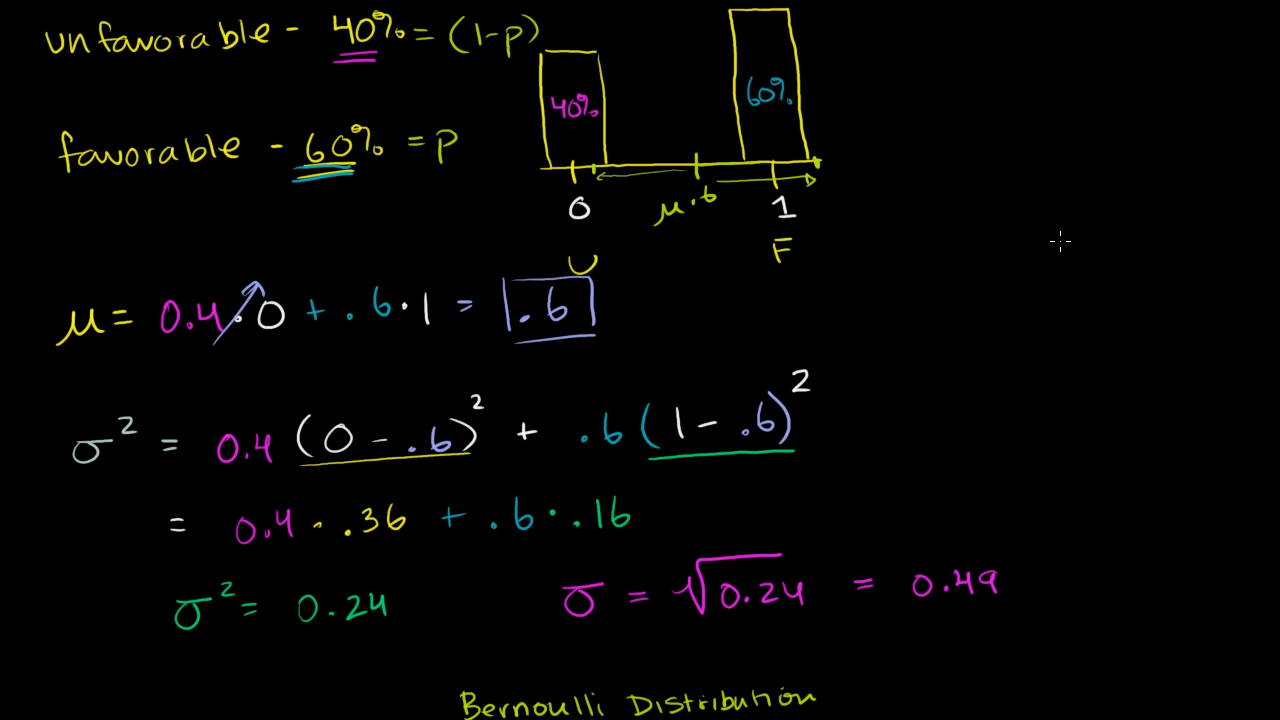 unfavorable - 40% = (1-p)
favorable - 60% = p
40%
60%
0
μ .6
1
U
F
μ = 0.4 · 0 + .6 · 1 = .6
σ² = 0.4 (0 - .6)² + .6 (1 - .6)²
= 0.4 · .36 + .6 · .16
σ² = 0.24
σ = √0.24 = 0.49
Bernoulli Distribution